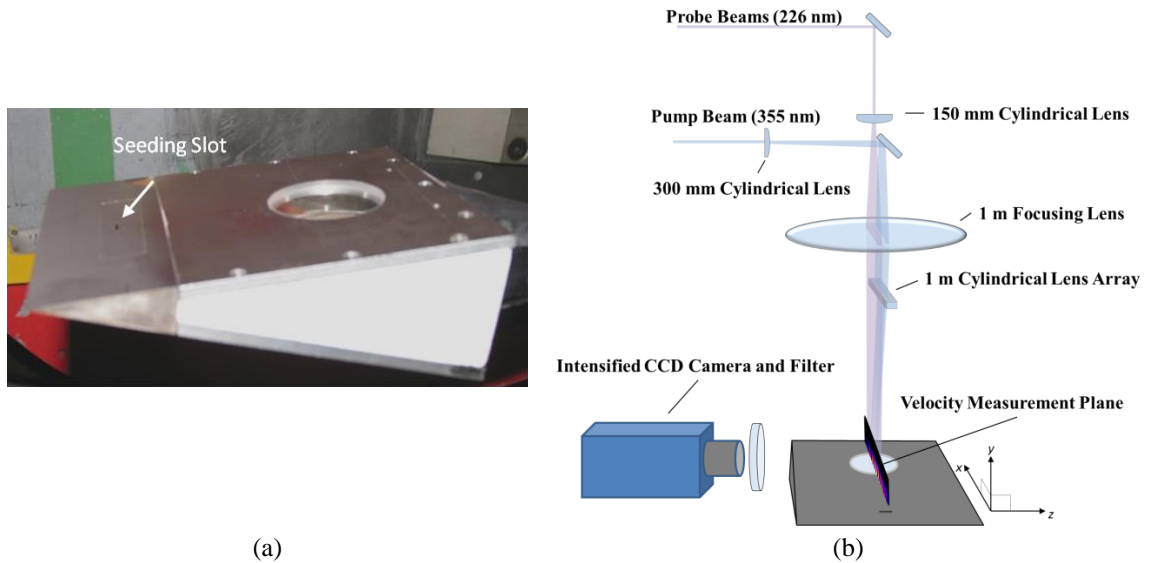 Seeding Slot
Probe Beams (226 nm)
150 mm Cylindrical Lens
Pump Beam (355 nm)
300 mm Cylindrical Lens
1 m Focusing Lens
1 m Cylindrical Lens Array
Intensified CCD Camera and Filter
Velocity Measurement Plane
y
x
z
(a)
(b)